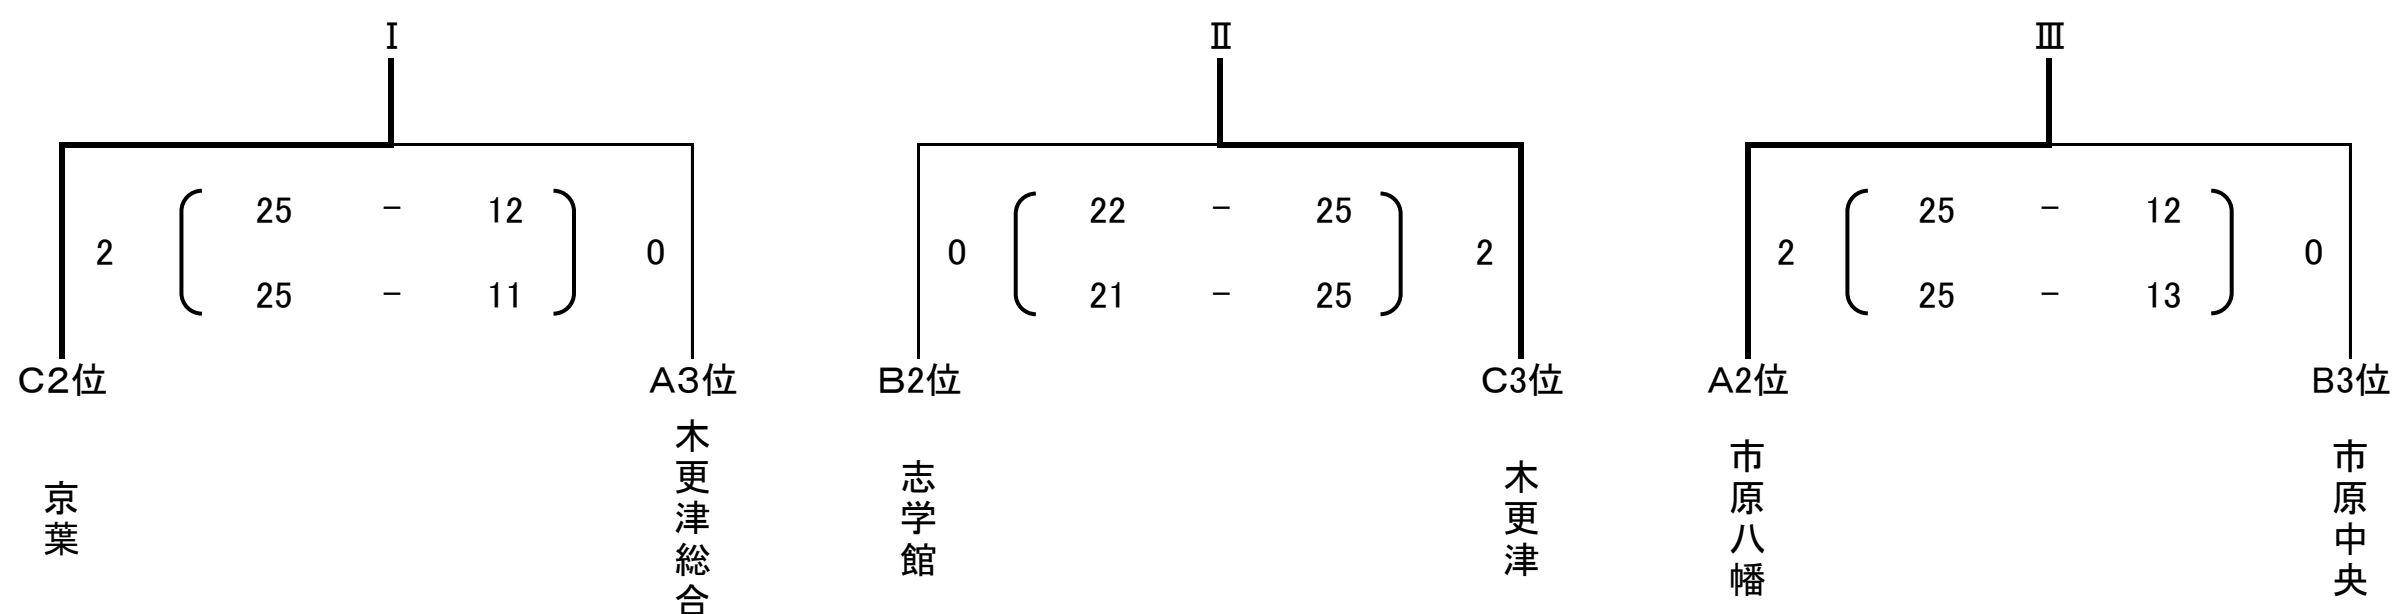 Ⅰ Ⅱ Ⅲ
25 - 12 22 - 25 25 - 12
2 0 0 2 2 0
25 - 11 21 - 25 25 - 13
C2位 A3位 B2位 C3位 A2位 B3位
京葉
木更津総合
志学館
木更津
市原八幡
市原中央